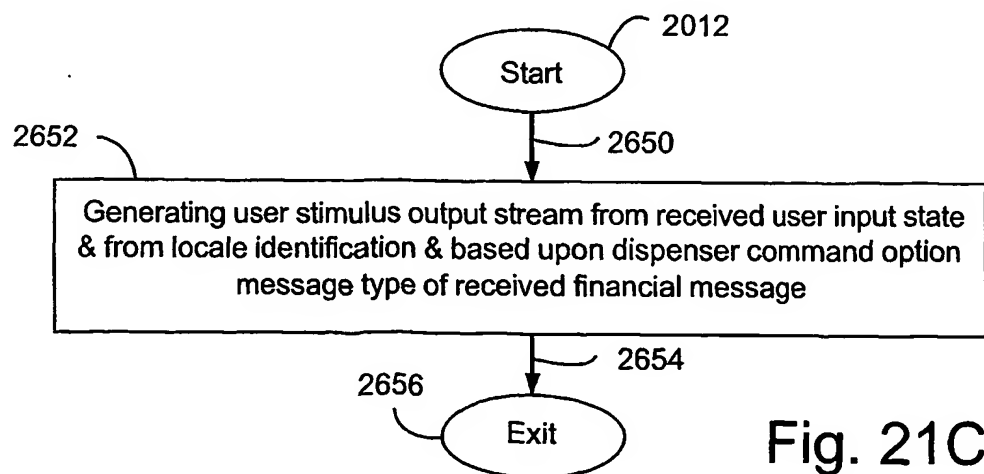 2012
Start
2652
2650
Generating user stimulus output stream from received user input state
& from locale identification & based upon dispenser command option
message type of received financial message
2654
2656
Exit
Fig. 21C